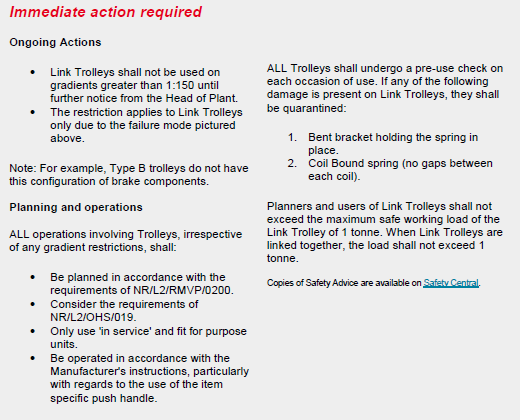 Immediate action required
Ongoing Actions
• Link Trolleys shall not be used on
gradients greater than 1:150 until
further notice from the Head of Plant.
• The restriction applies to Link Trolleys
only due to the failure mode pictured
above.
Note: For example, Type B trolleys do not have
this configuration of brake components.
Planning and operations
ALL operations involving Trolleys, irrespective
of any gradient restrictions, shall:
• Be planned in accordance with the
requirements of NR/L2/RMVP/0200.
• Consider the requirements of
NR/L2/OHS/019.
• Only use 'in service' and fit for purpose
units.
• Be operated in accordance with the
Manufacturer's instructions, particularly
with regards to the use of the item
specific push handle.
ALL Trolleys shall undergo a pre-use check on
each occasion of use. If any of the following
damage is present on Link Trolleys, they shall
be quarantined:
1. Bent bracket holding the spring in
place.
2. Coil Bound spring (no gaps between
each coil).
Planners and users of Link Trolleys shall not
exceed the maximum safe working load of the
Link Trolley of 1 tonne. When Link Trolleys are
linked together, the load shall not exceed 1
tonne.
Copies of Safety Advice are available on Safety Central.